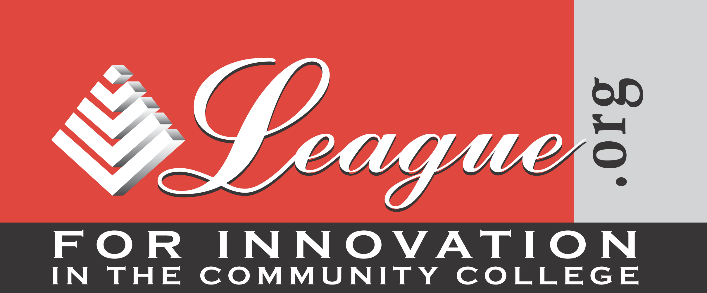 League
.org
FOR INNOVATION
IN THE COMMUNITY COLLEGE